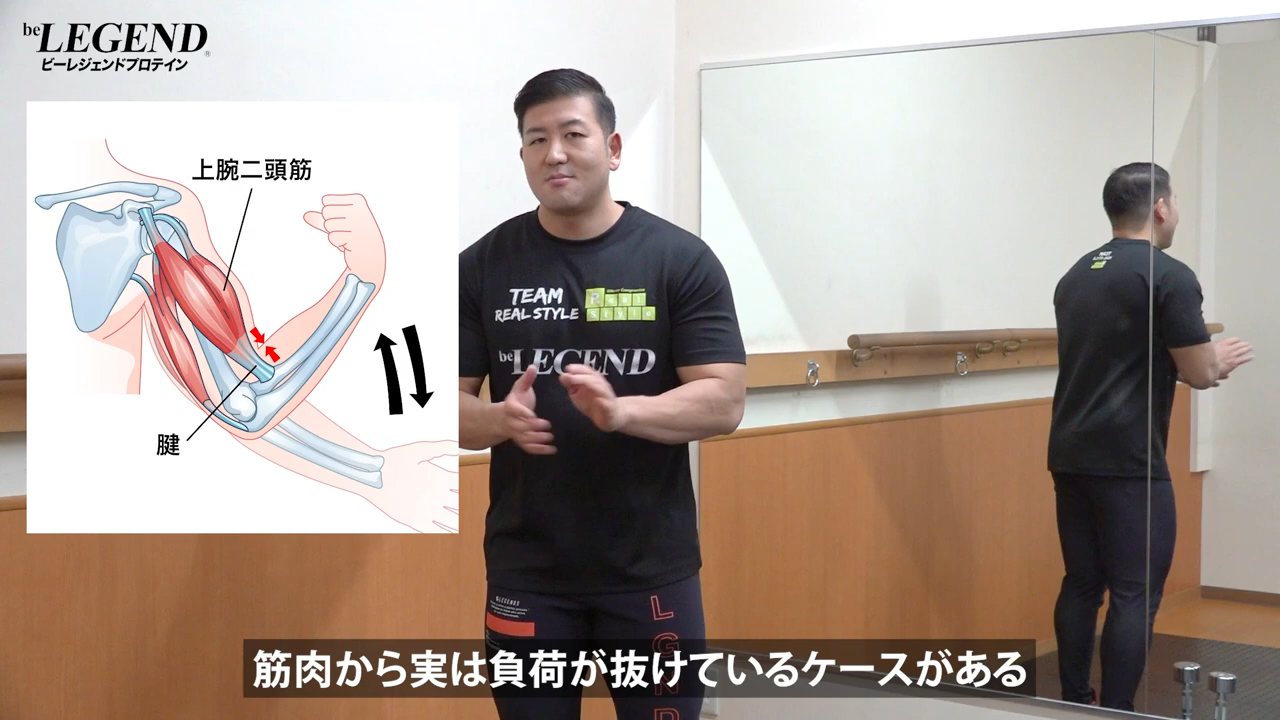 be LEGEND
ビーレジェンドプロテイン
上腕二頭筋
腱
TEAM
REAL STYLE
Real
Style
be LEGEND
LEGEND
筋肉から実は負荷が抜けているケースがある